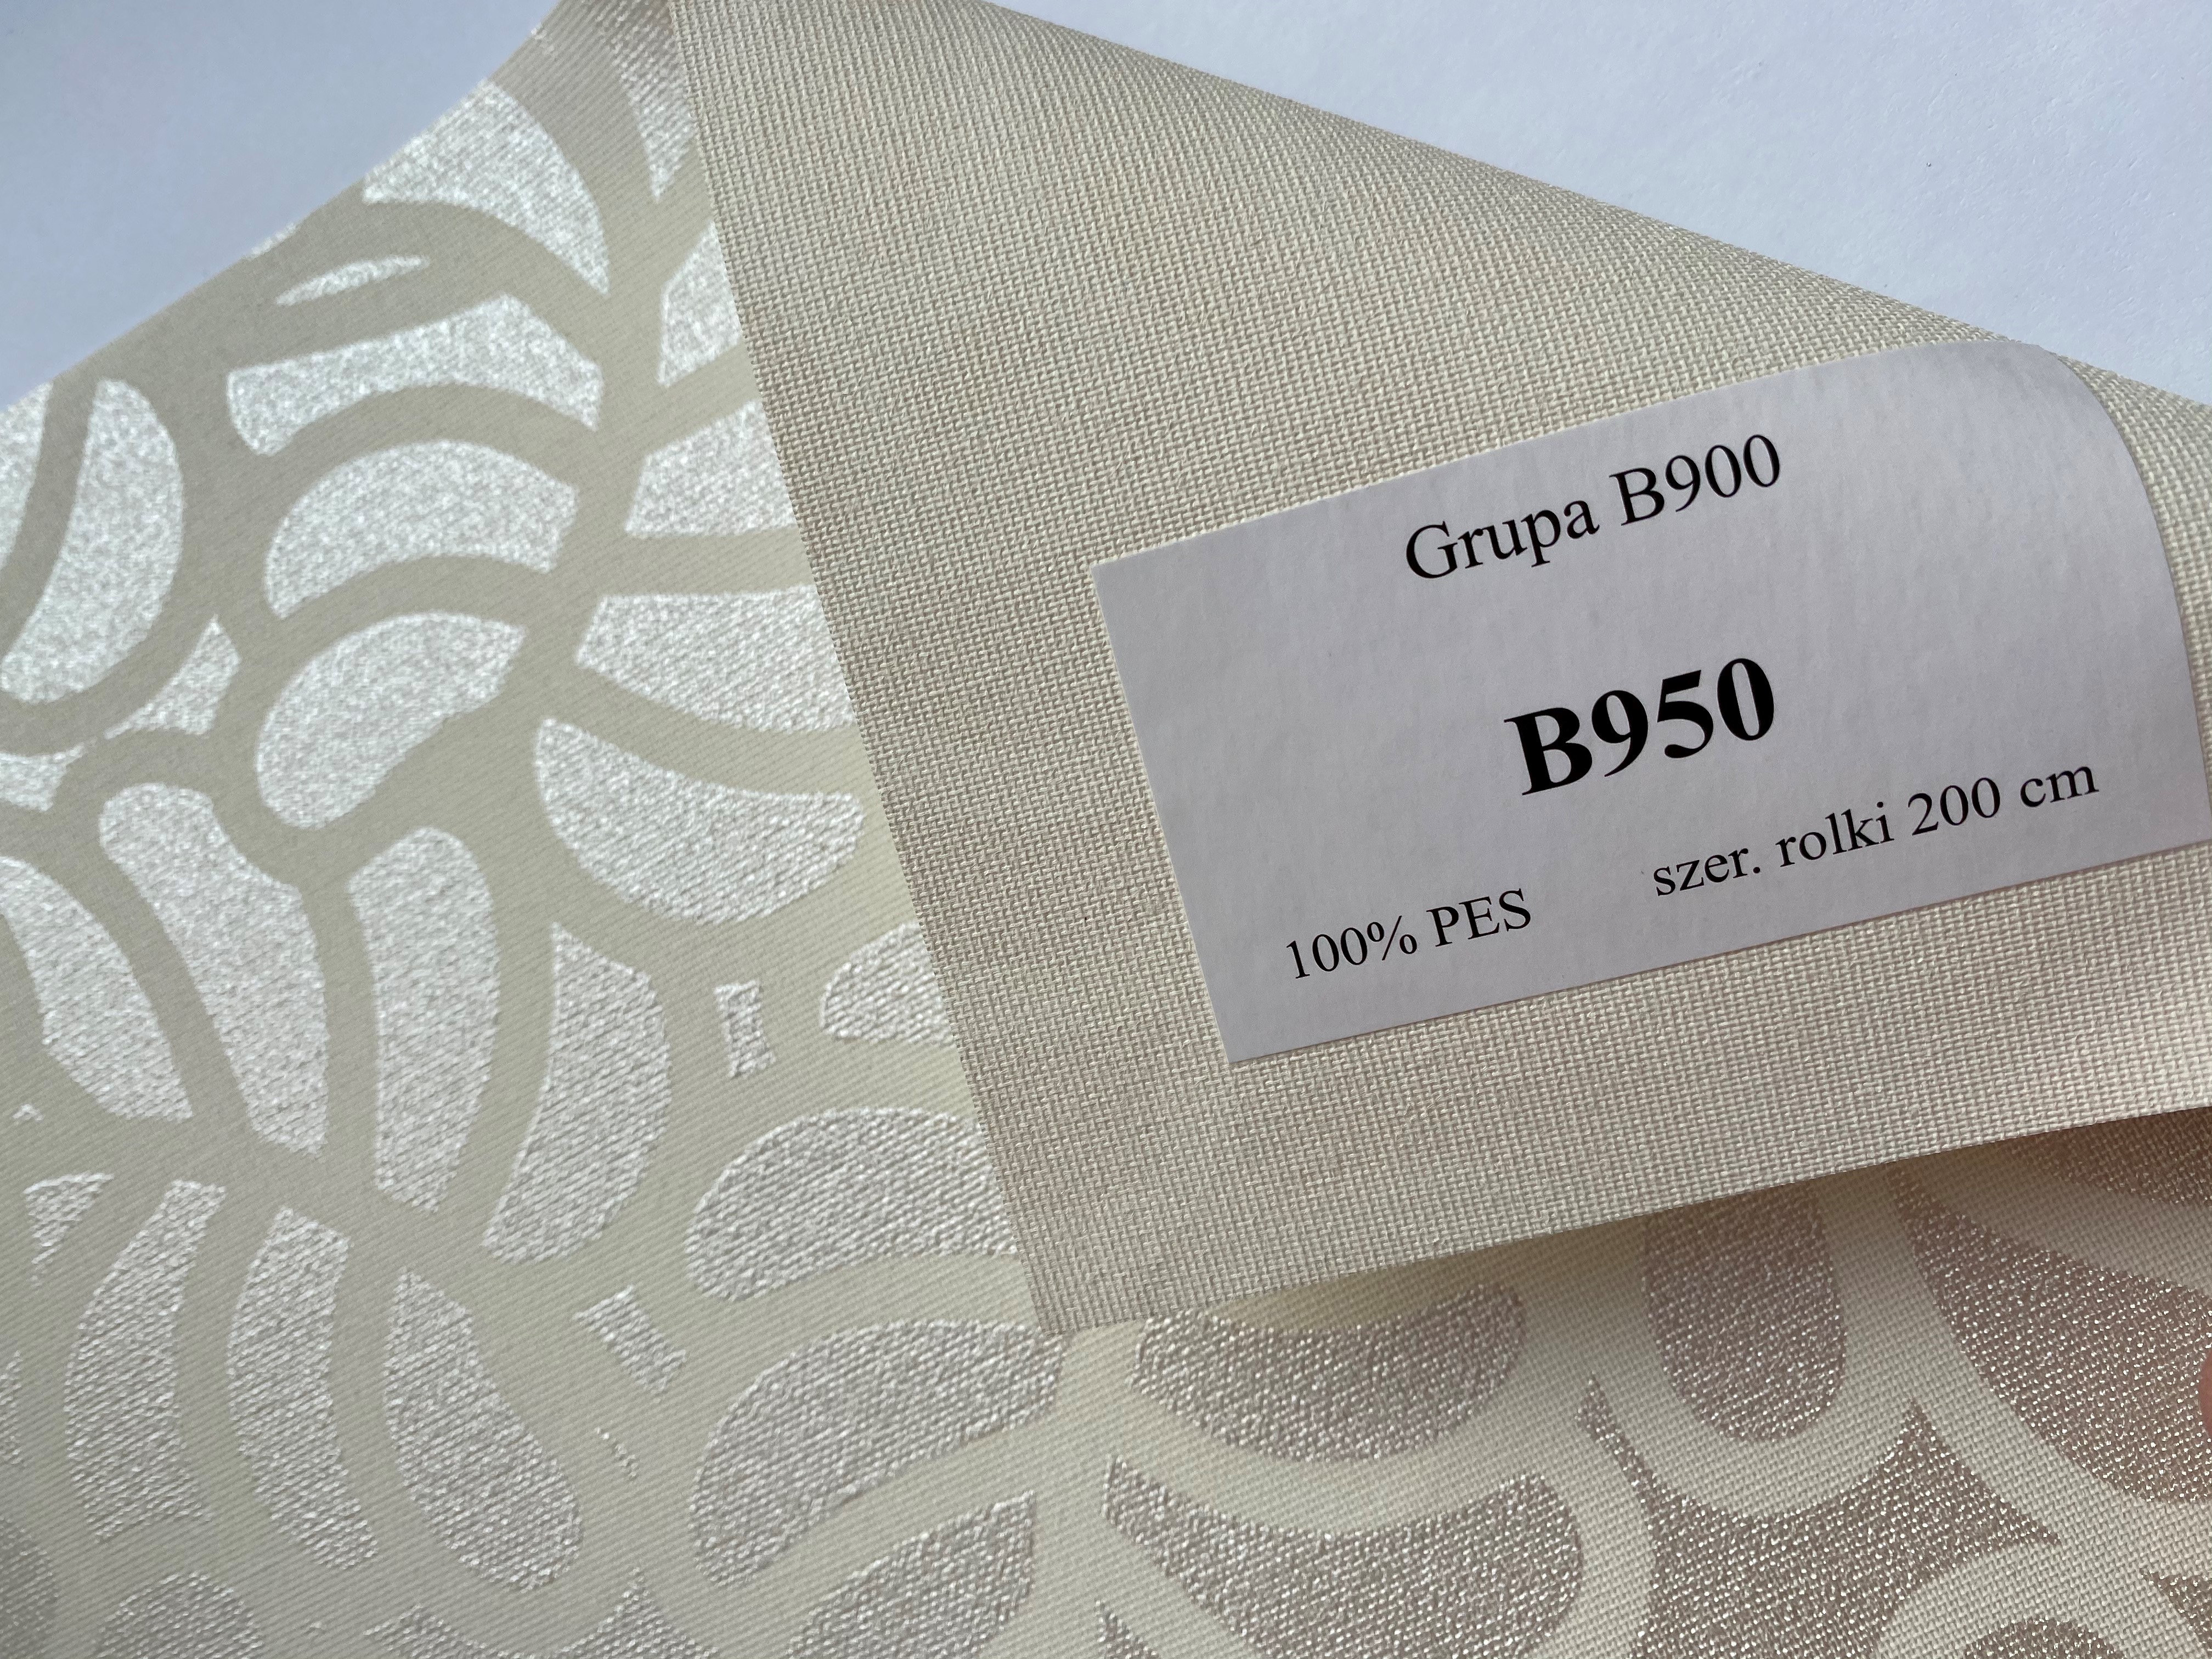 Grupa B900
B950
100% PES szer. rolki 200 cm